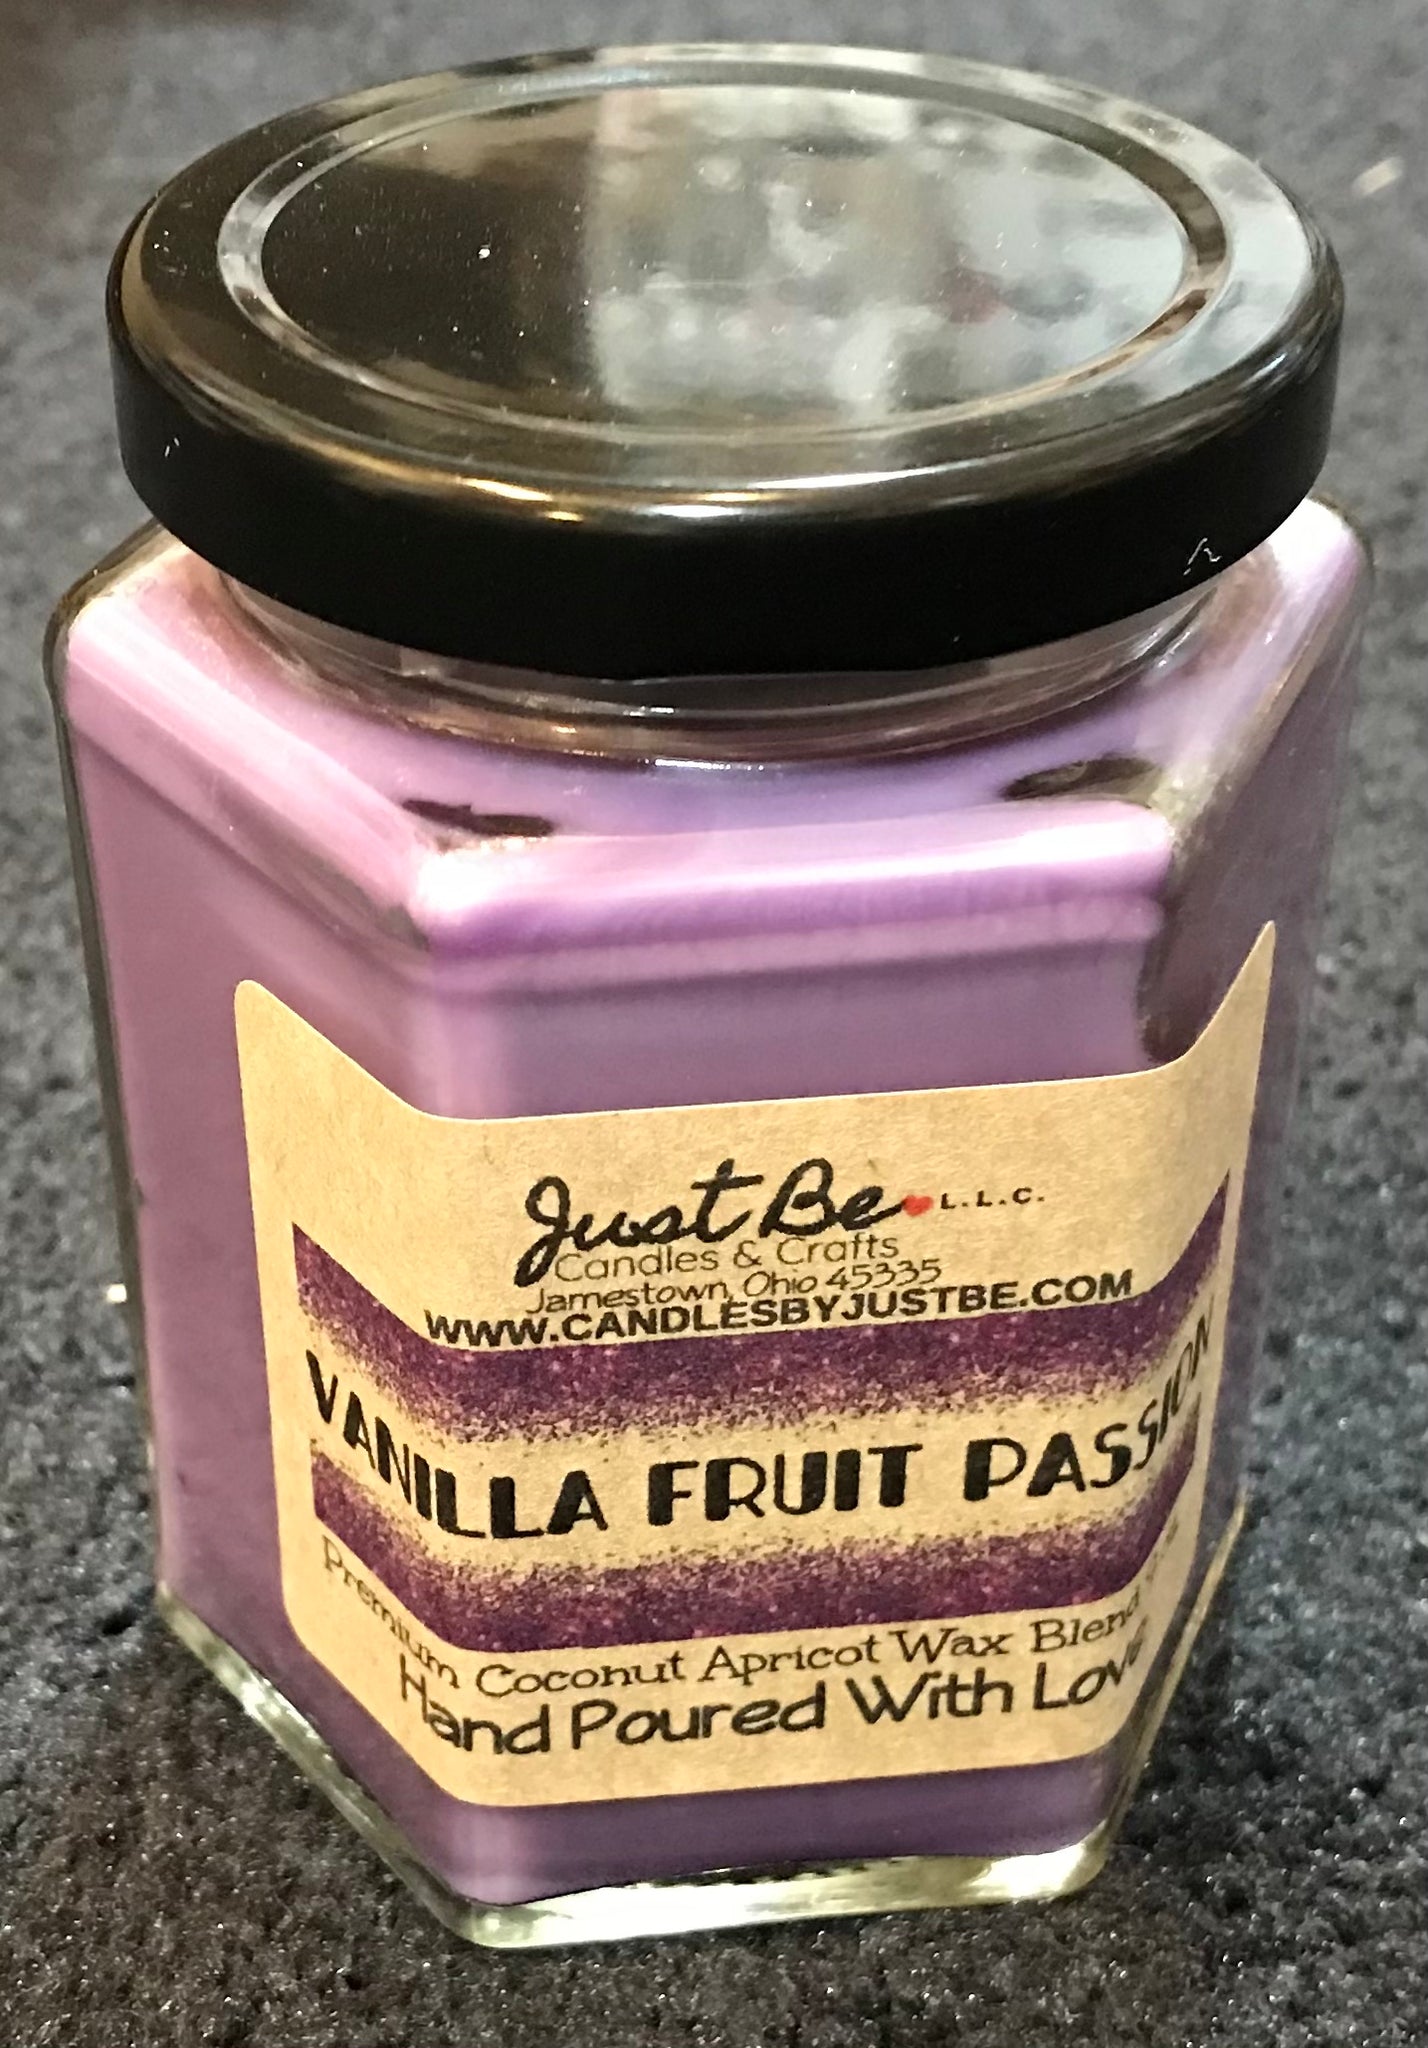 Just Be L.L.C.
Candles & Crafts
Jamestown, Ohio 45335
WWW.CANDLESBYJUSTBE.COM
VANILLA FRUIT PASSION
Premium Coconut Apricot Wax Blend
Hand Poured With Love